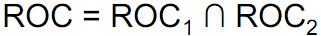 ROC = ROC₁ ∩ ROC₂